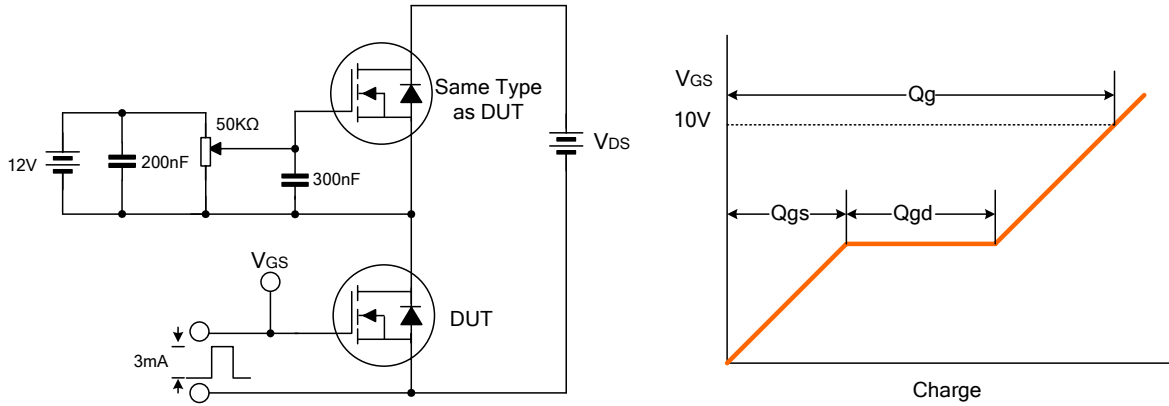 Same Type
as DUT
50KΩ
12V
200nF
300nF
VDS
VGS
DUT
3mA
VGS
10V
Qg
Qgs
Qgd
Charge